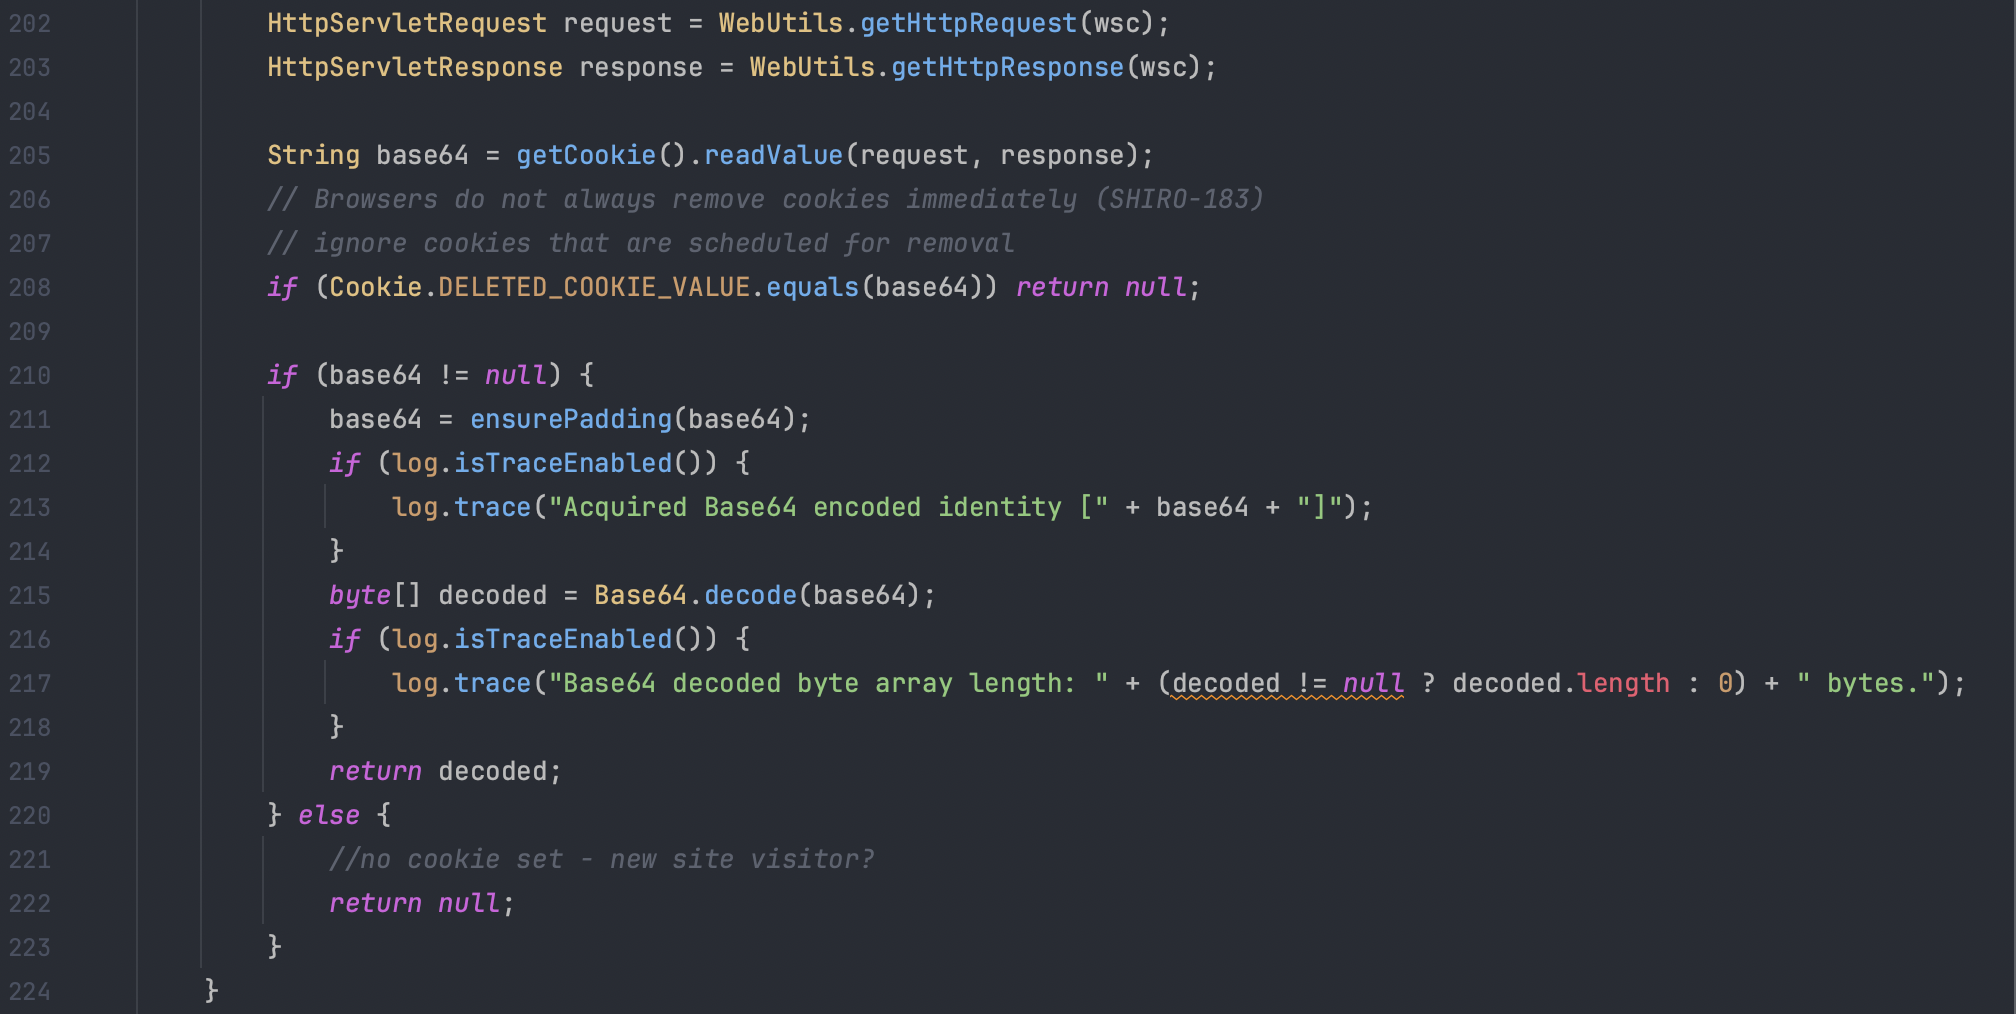 202 HttpServletRequest request = WebUtils.getHttpRequest(wsc);
203 HttpServletResponse response = WebUtils.getHttpResponse(wsc);
204
205 String base64 = getCookie().readValue(request, response);
206 // Browsers do not always remove cookies immediately (SHIRO-183)
207 // ignore cookies that are scheduled for removal
208 if (Cookie.DELETED_COOKIE_VALUE.equals(base64)) return null;
209
210 if (base64 != null) {
211 base64 = ensurePadding(base64);
212 if (log.isTraceEnabled()) {
213 log.trace("Acquired Base64 encoded identity [" + base64 + "]");
214 }
215 byte[] decoded = Base64.decode(base64);
216 if (log.isTraceEnabled()) {
217 log.trace("Base64 decoded byte array length: " + (decoded != null ? decoded.length : 0) + " bytes.");
218 }
219 return decoded;
220 } else {
221 //no cookie set - new site visitor?
222 return null;
223 }
224 }